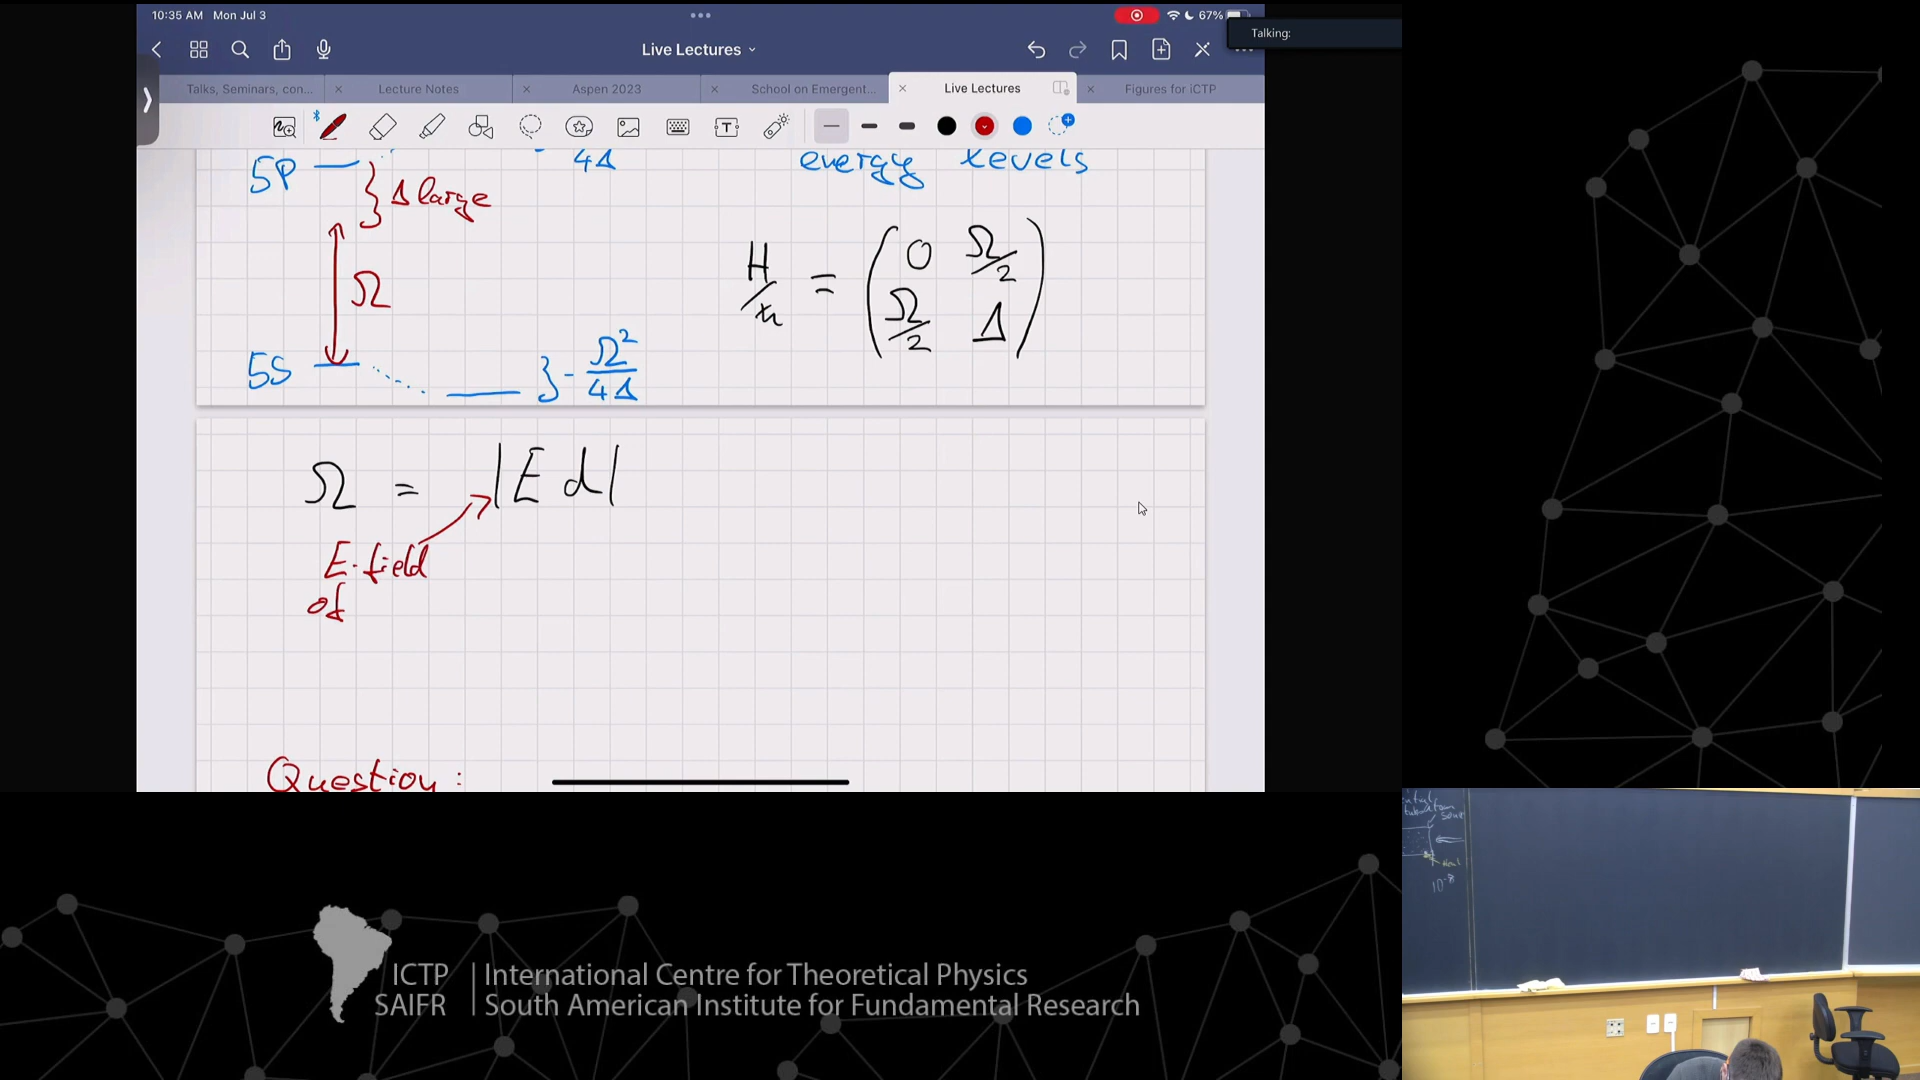 10:35 AM Mon Jul 3
67%
Talking:
Live Lectures
Talks, Seminars, con...
Lecture Notes
Aspen 2023
School on Emergent...
Live Lectures
Figures for iCTP
5P
4Δ
energy levels
} Δ large
Ω
H/ħ = ( 0 Ω/2
Ω/2 Δ )
5S
} - Ω²/4Δ
Ω = |E d|
E-field
of
Question:
ICTP | International Centre for Theoretical Physics
SAIFR | South American Institute for Fundamental Research
10⁻⁸